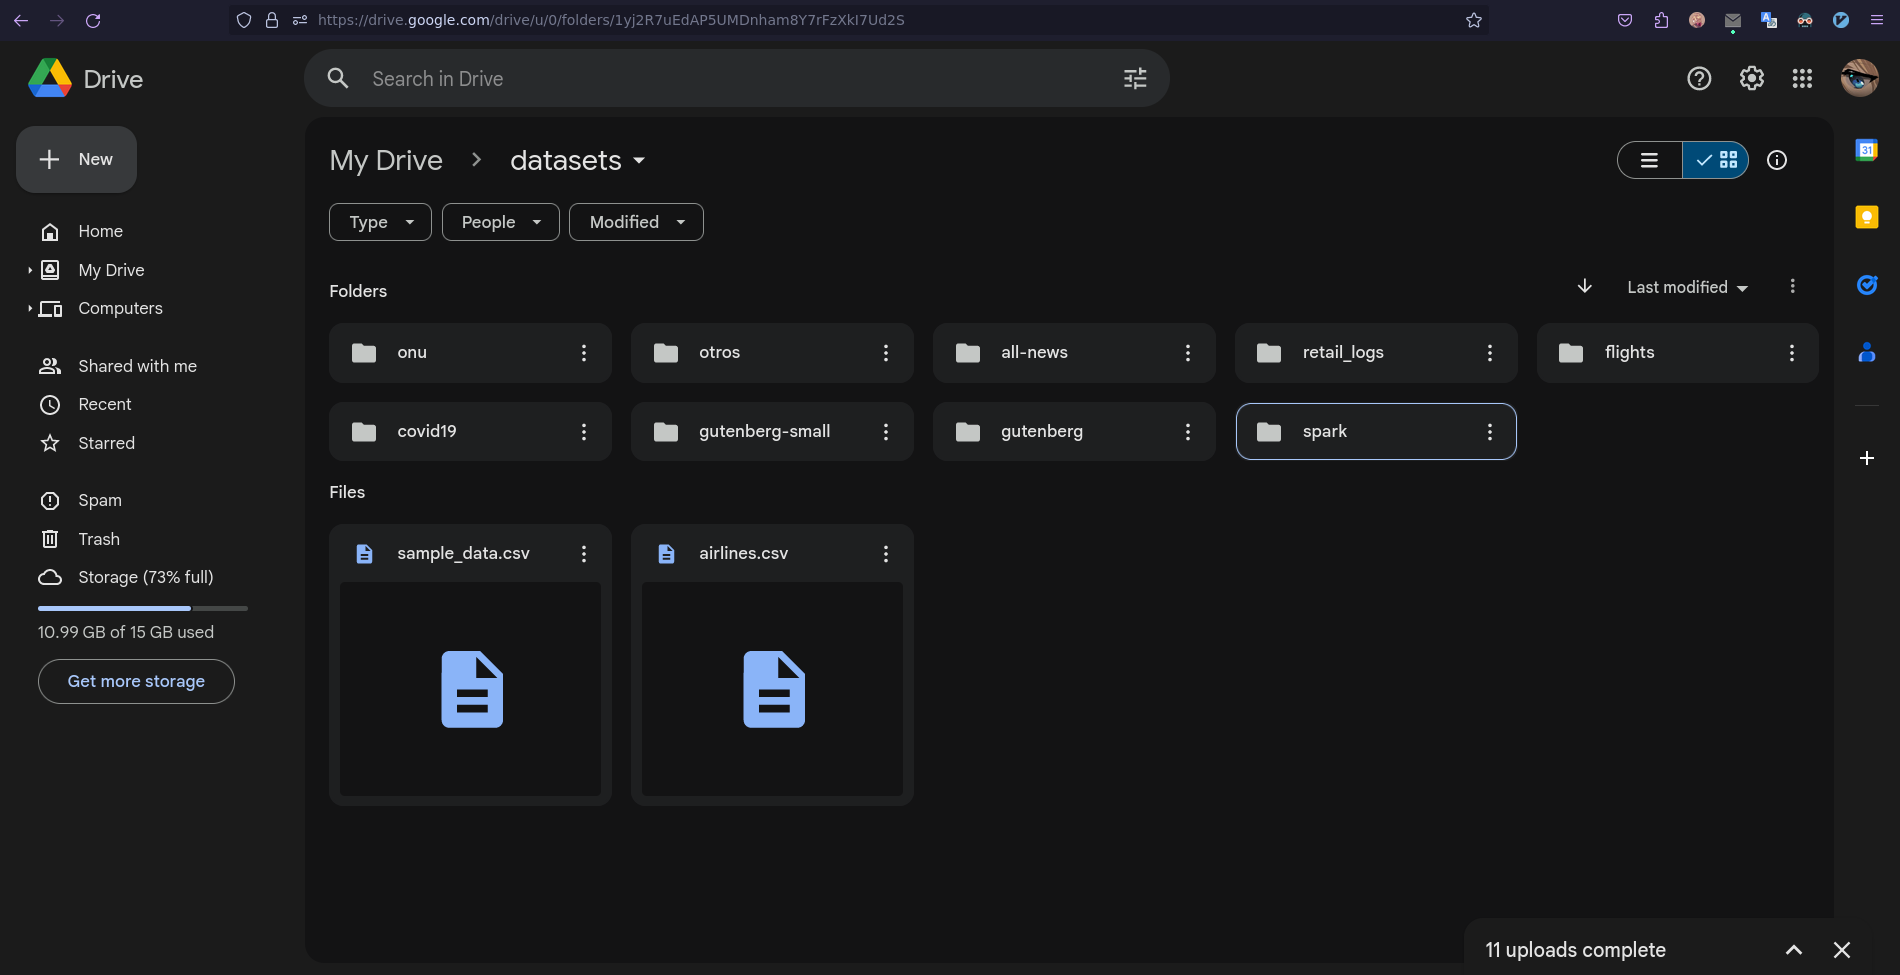 https://drive.google.com/drive/u/0/folders/1yj2R7uEdAP5UMDnham8Y7rFzXkI7Ud2S
Drive
Search in Drive
New
Home
My Drive
Computers
Shared with me
Recent
Starred
Spam
Trash
Storage (73% full)
10.99 GB of 15 GB used
Get more storage
My Drive
datasets
Type
People
Modified
Folders
Last modified
onu
otros
all-news
retail_logs
flights
covid19
gutenberg-small
gutenberg
spark
Files
sample_data.csv
airlines.csv
31
11 uploads complete